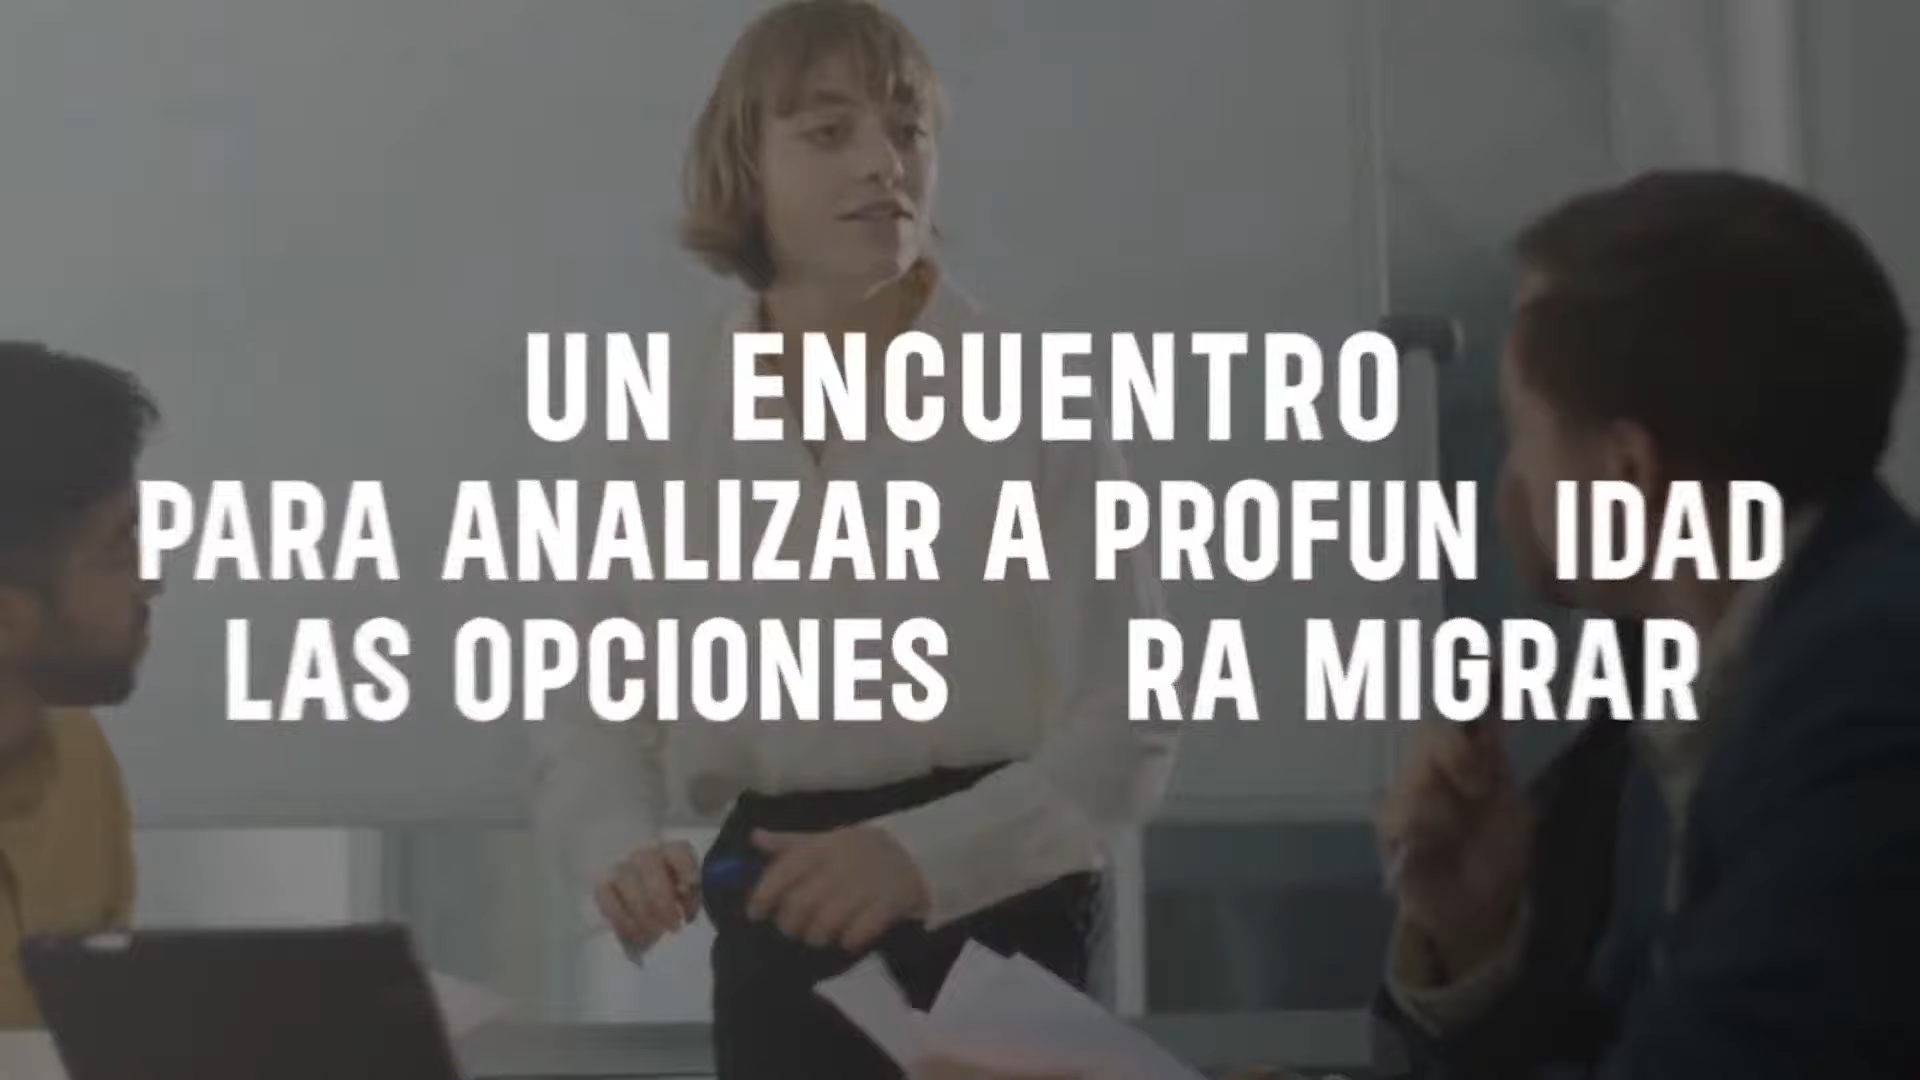 UN ENCUENTRO
PARA ANALIZAR A PROFUN IDAD
LAS OPCIONES RA MIGRAR